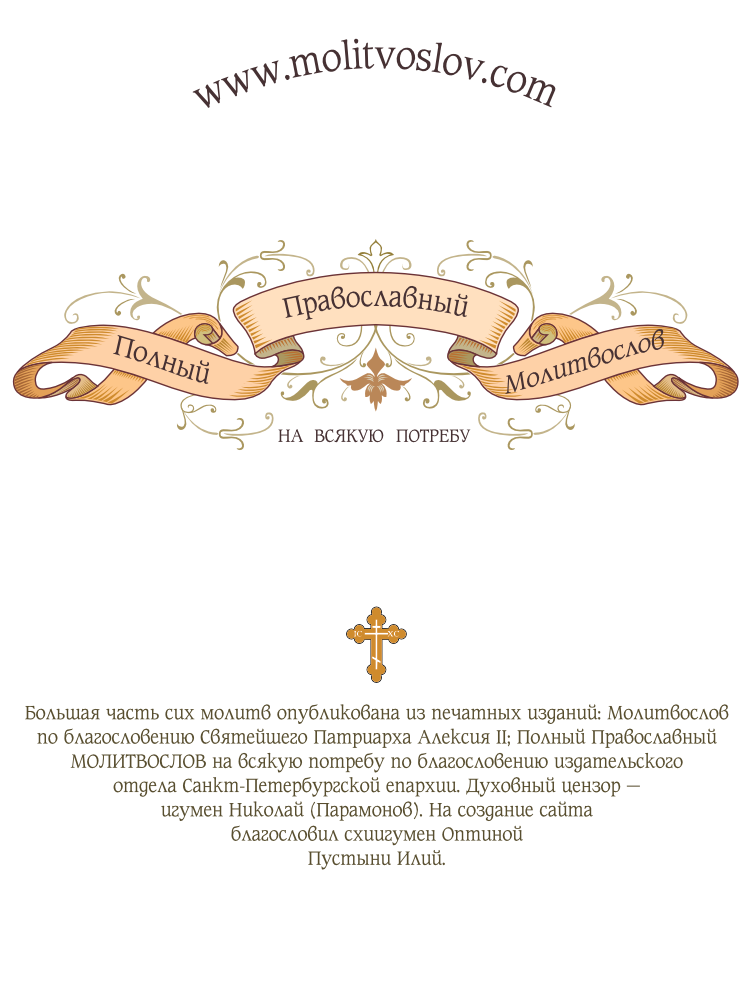 www.molitvoslov.com
Полный Православный Молитвослов
НА ВСЯКУЮ ПОТРЕБУ
IC XC
Большая часть сих молитв опубликована из печатных изданий: Молитвослов
по благословению Святейшего Патриарха Алексия II; Полный Православный
МОЛИТВОСЛОВ на всякую потребу по благословению издательского
отдела Санкт-Петербургской епархии. Духовный цензор —
игумен Николай (Парамонов). На создание сайта
благословил схиигумен Оптиной
Пустыни Илий.